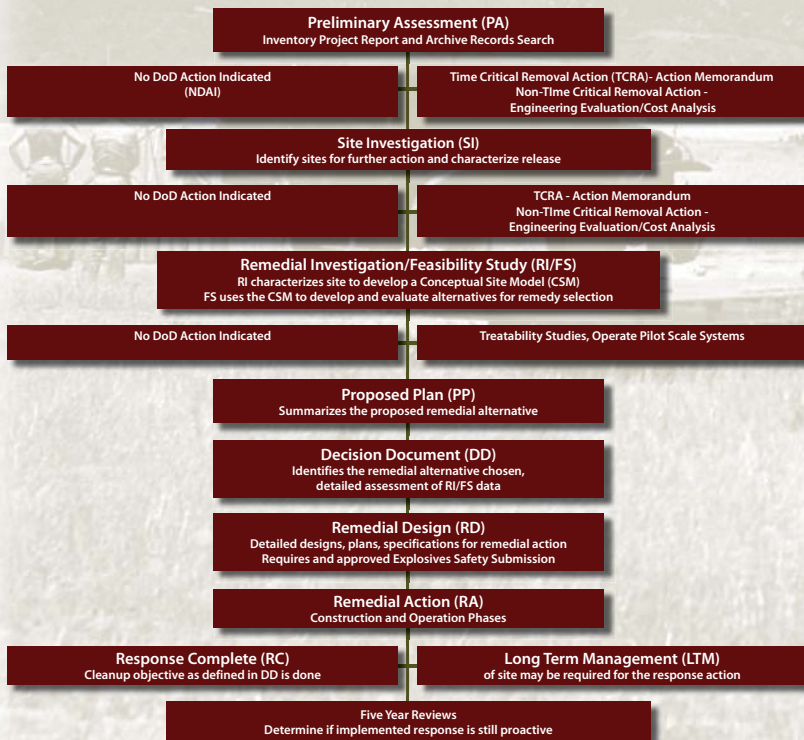 Preliminary Assessment (PA)
Inventory Project Report and Archive Records Search
No DoD Action Indicated
(NDAI)
Time Critical Removal Action (TCRA)- Action Memorandum
Non-TIme Critical Removal Action -
Engineering Evaluation/Cost Analysis
Site Investigation (SI)
Identify sites for further action and characterize release
No DoD Action Indicated
TCRA - Action Memorandum
Non-TIme Critical Removal Action -
Engineering Evaluation/Cost Analysis
Remedial Investigation/Feasibility Study (RI/FS)
RI characterizes site to develop a Conceptual Site Model (CSM)
FS uses the CSM to develop and evaluate alternatives for remedy selection
No DoD Action Indicated
Treatability Studies, Operate Pilot Scale Systems
Proposed Plan (PP)
Summarizes the proposed remedial alternative
Decision Document (DD)
Identifies the remedial alternative chosen,
detailed assessment of RI/FS data
Remedial Design (RD)
Detailed designs, plans, specifications for remedial action
Requires and approved Explosives Safety Submission
Remedial Action (RA)
Construction and Operation Phases
Response Complete (RC)
Cleanup objective as defined in DD is done
Long Term Management (LTM)
of site may be required for the response action
Five Year Reviews
Determine if implemented response is still proactive